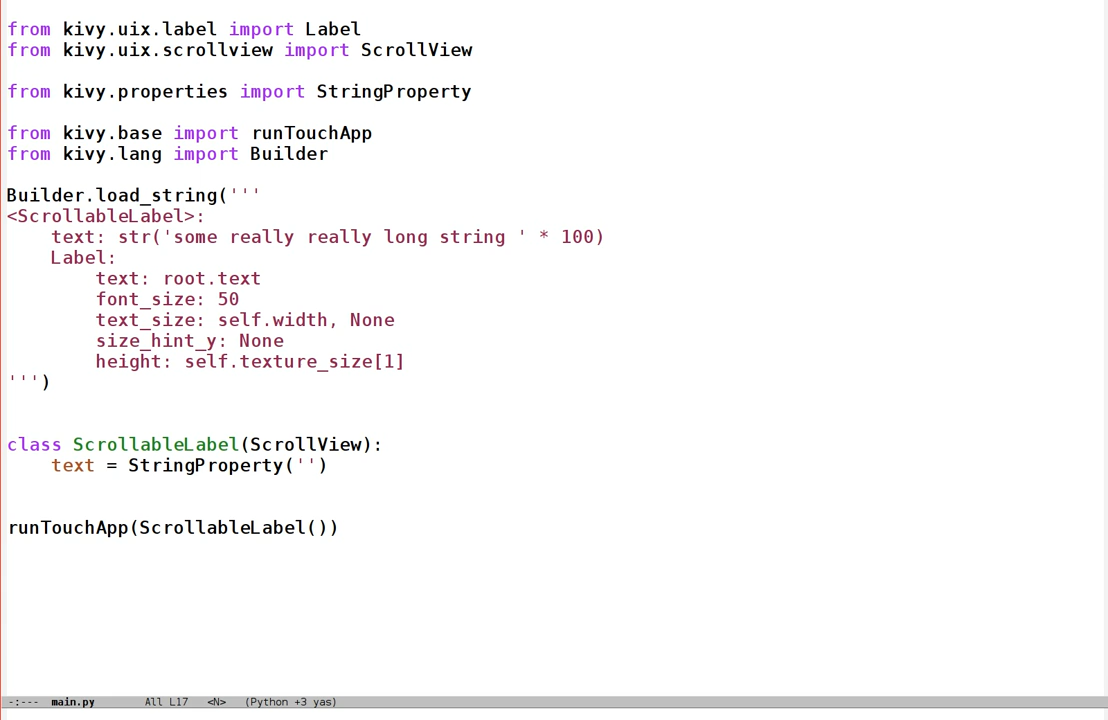 from kivy.uix.label import Label
from kivy.uix.scrollview import ScrollView

from kivy.properties import StringProperty

from kivy.base import runTouchApp
from kivy.lang import Builder

Builder.load_string('''
<ScrollableLabel>:
    text: str('some really really long string ' * 100)
    Label:
        text: root.text
        font_size: 50
        text_size: self.width, None
        size_hint_y: None
        height: self.texture_size[1]
''')


class ScrollableLabel(ScrollView):
    text = StringProperty('')


runTouchApp(ScrollableLabel())

-:--- main.py All L17 <N> (Python +3 yas)